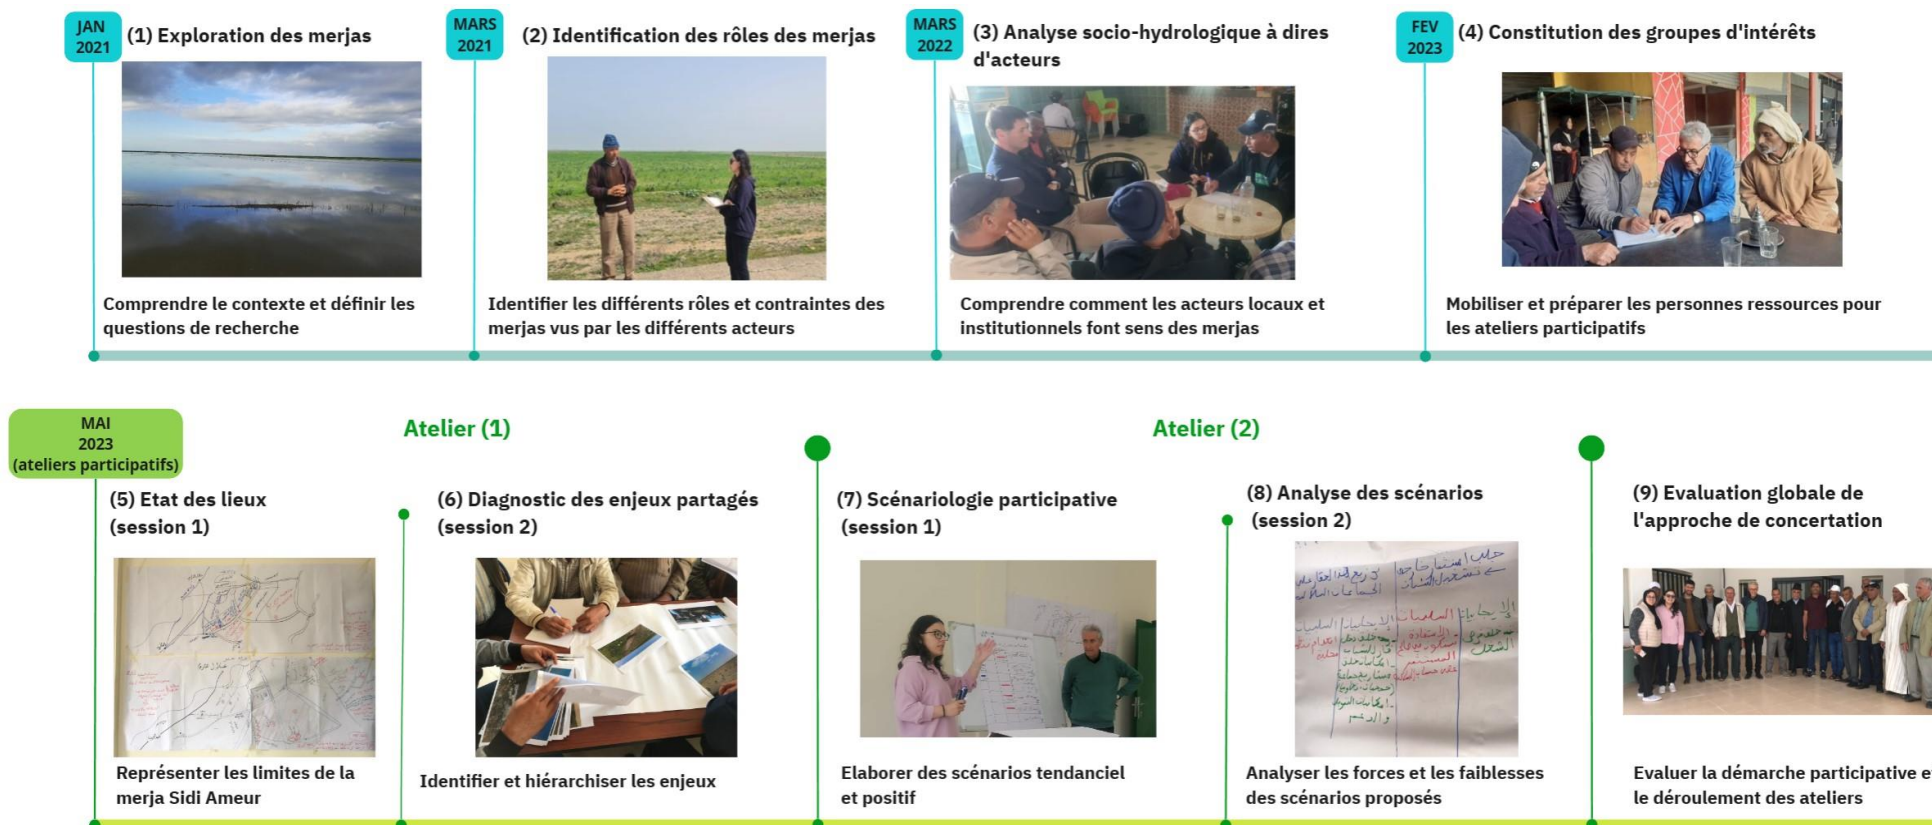 JAN
2021
(1) Exploration des merjas
MARS
2021
(2) Identification des rôles des merjas
MARS
2022
(3) Analyse socio-hydrologique à dires
d'acteurs
FEV
2023
(4) Constitution des groupes d'intérêts
Comprendre le contexte et définir les
questions de recherche
Identifier les différents rôles et contraintes des
merjas vus par les différents acteurs
Comprendre comment les acteurs locaux et
institutionnels font sens des merjas
Mobiliser et préparer les personnes ressources pour
les ateliers participatifs
MAI
2023
(ateliers participatifs)
Atelier (1)
Atelier (2)
(5) Etat des lieux
(session 1)
(6) Diagnostic des enjeux partagés
(session 2)
(7) Scénariologie participative
(session 1)
(8) Analyse des scénarios
(session 2)
(9) Evaluation globale de
l'approche de concertation
السلبيات
الإيجابيات
السلبيات
الشغل
والدعم
Représenter les limites de la
merja Sidi Ameur
Identifier et hiérarchiser les enjeux
Elaborer des scénarios tendanciel
et positif
Analyser les forces et les faiblesses
des scénarios proposés
Evaluer la démarche participative
le déroulement des ateliers